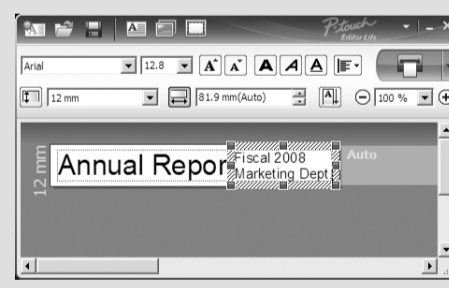 P-touch
Editor Lite
Arial
12.8
A A A A A
12 mm
81.9 mm(Auto)
A
100 %
12 mm
Annual Repor
Fiscal 2008
Marketing Dept
Auto